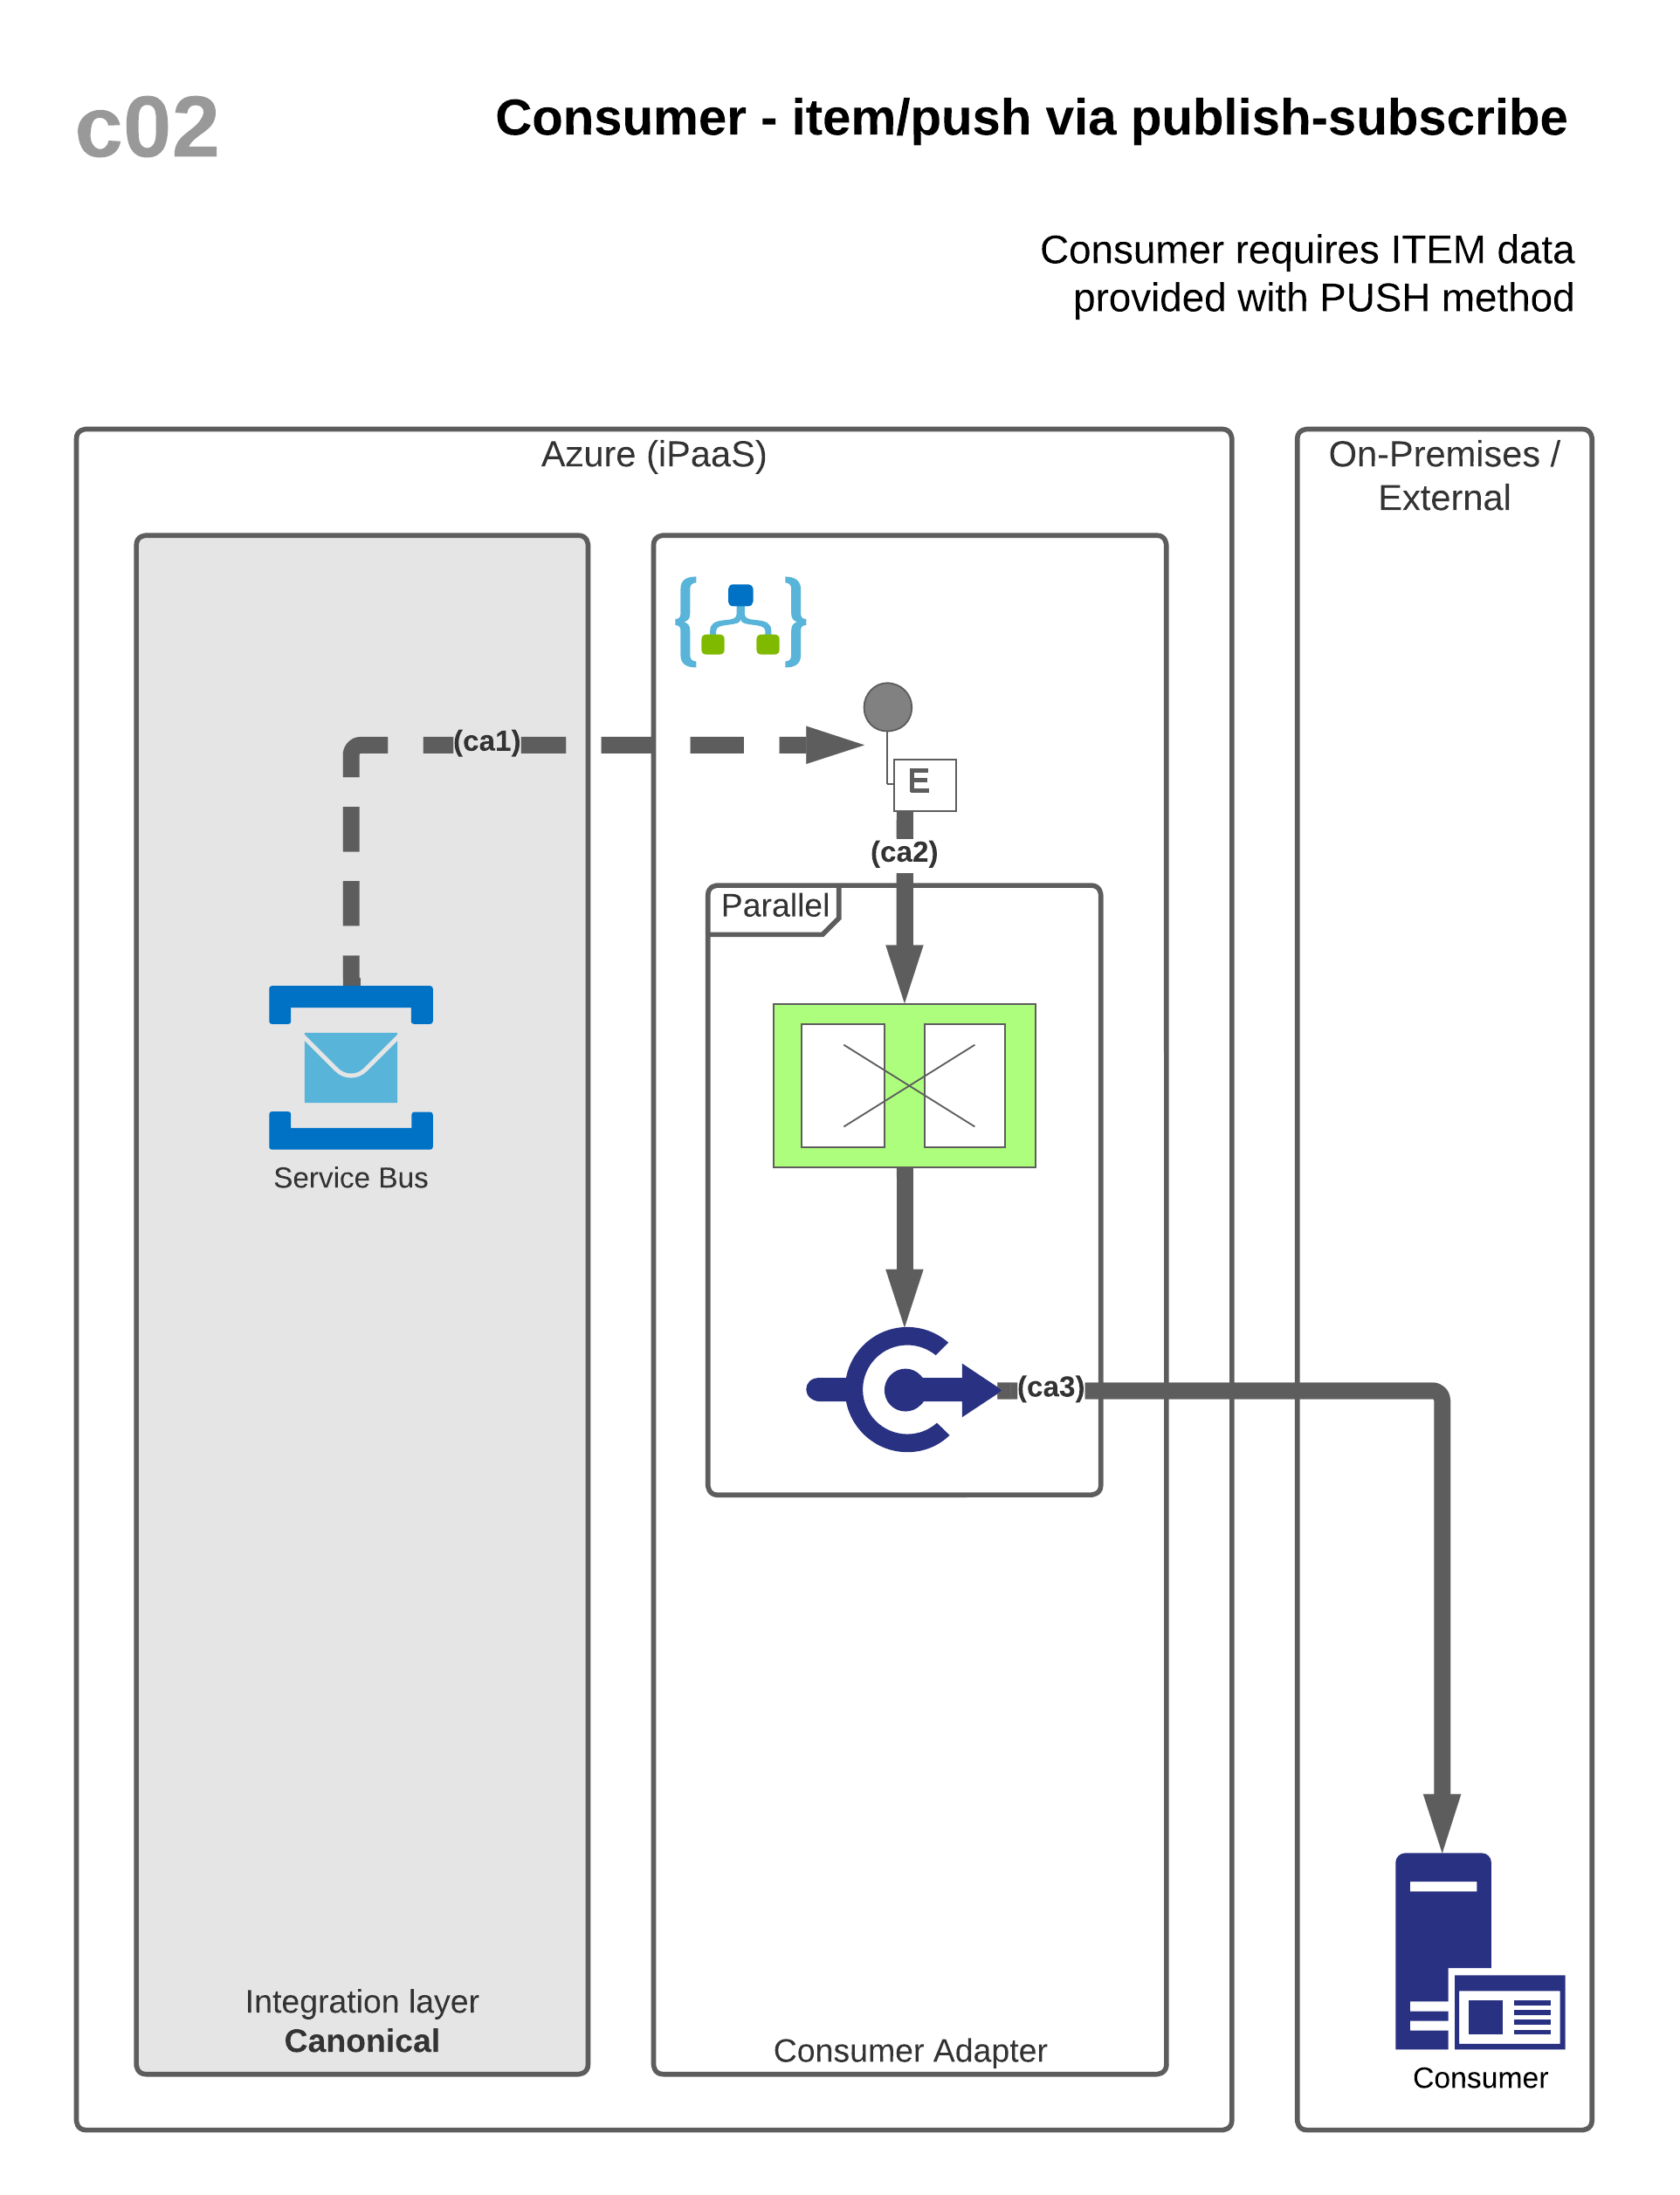 c02
Consumer - item/push via publish-subscribe
Consumer requires ITEM data
provided with PUSH method
Azure (iPaaS)
On-Premises /
External
(ca1)
E
(ca2)
Parallel
Service Bus
(ca3)
Integration layer
Canonical
Consumer Adapter
Consumer